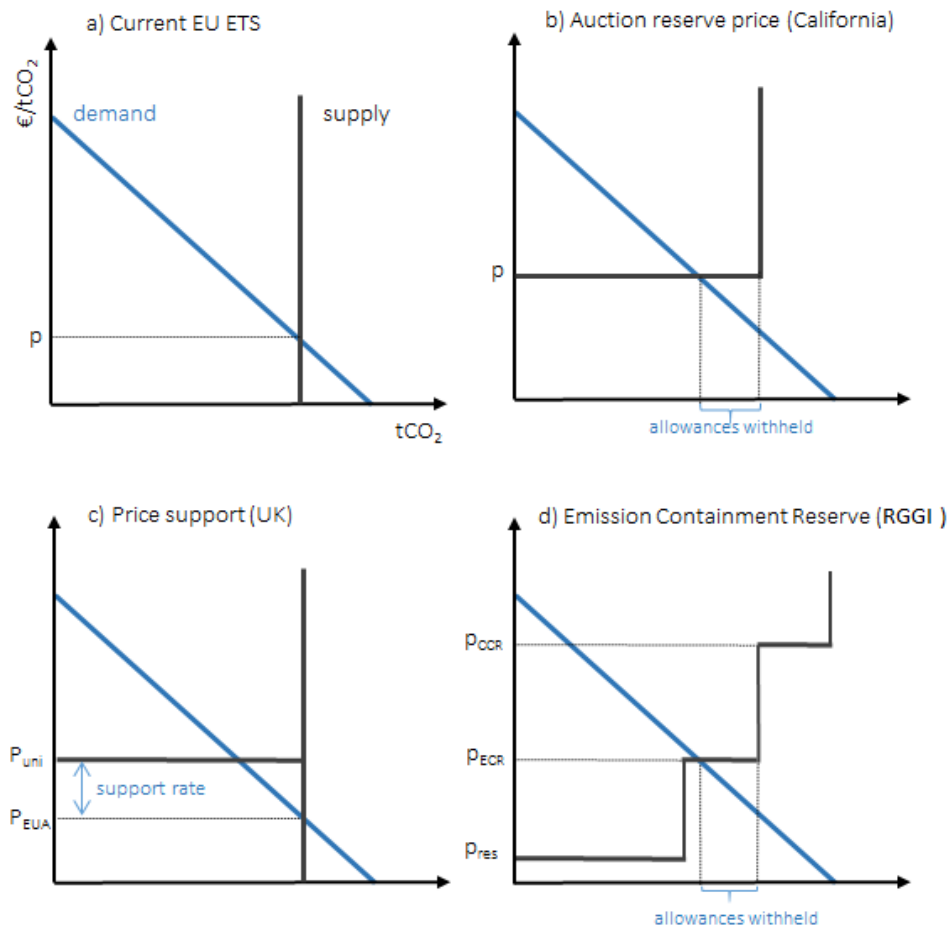 a) Current EU ETS
€/tCO₂
demand
supply
p
tCO₂
b) Auction reserve price (California)
p
allowances withheld
c) Price support (UK)
Puni
support rate
PEUA
d) Emission Containment Reserve (RGGI )
pCCR
pECR
pres
allowances withheld